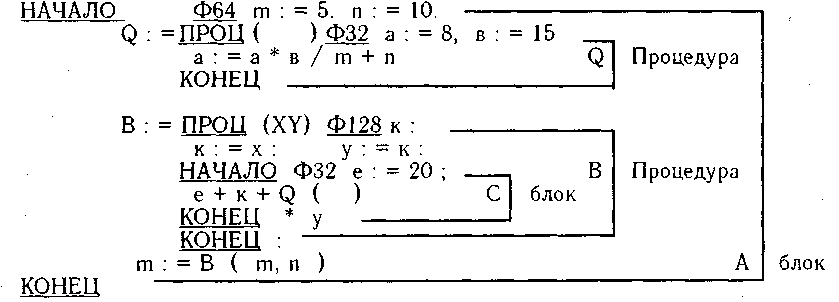 НАЧАЛО Ф64 m : = 5. n : = 10.
Q : = ПРОЦ ( ) Ф32 а : = 8, в : = 15
а : = а * в / m + n Q Процедура
КОНЕЦ
В : = ПРОЦ (XY) Ф128 к :
к : = х : у : = к :
НАЧАЛО Ф32 е : = 20 ; В Процедура
е + к + Q ( ) С блок
КОНЕЦ * у
КОНЕЦ :
m : = В ( m, n ) А блок
КОНЕЦ